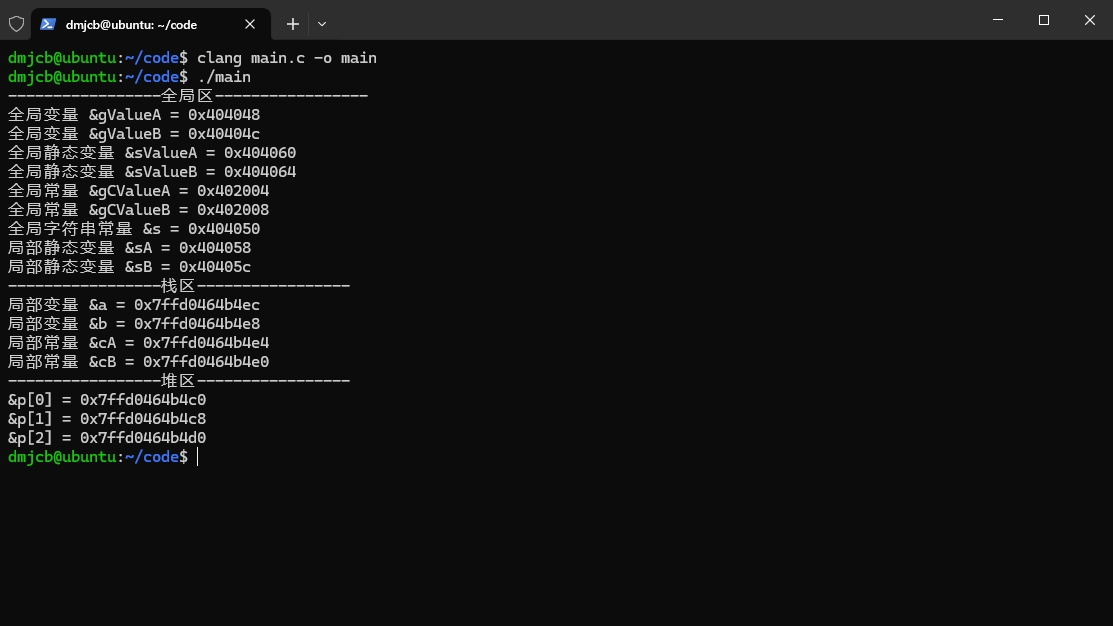 dmjcb@ubuntu: ~/code
dmjcb@ubuntu:~/code$ clang main.c -o main
dmjcb@ubuntu:~/code$ ./main
-----------------全局区-----------------
全局变量 &gValueA = 0x404048
全局变量 &gValueB = 0x40404c
全局静态变量 &sValueA = 0x404060
全局静态变量 &sValueB = 0x404064
全局常量 &gCValueA = 0x402004
全局常量 &gCValueB = 0x402008
全局字符串常量 &s = 0x404050
局部静态变量 &sA = 0x404058
局部静态变量 &sB = 0x40405c
-----------------栈区-----------------
局部变量 &a = 0x7ffd0464b4ec
局部变量 &b = 0x7ffd0464b4e8
局部常量 &cA = 0x7ffd0464b4e4
局部常量 &cB = 0x7ffd0464b4e0
-----------------堆区-----------------
&p[0] = 0x7ffd0464b4c0
&p[1] = 0x7ffd0464b4c8
&p[2] = 0x7ffd0464b4d0
dmjcb@ubuntu:~/code$